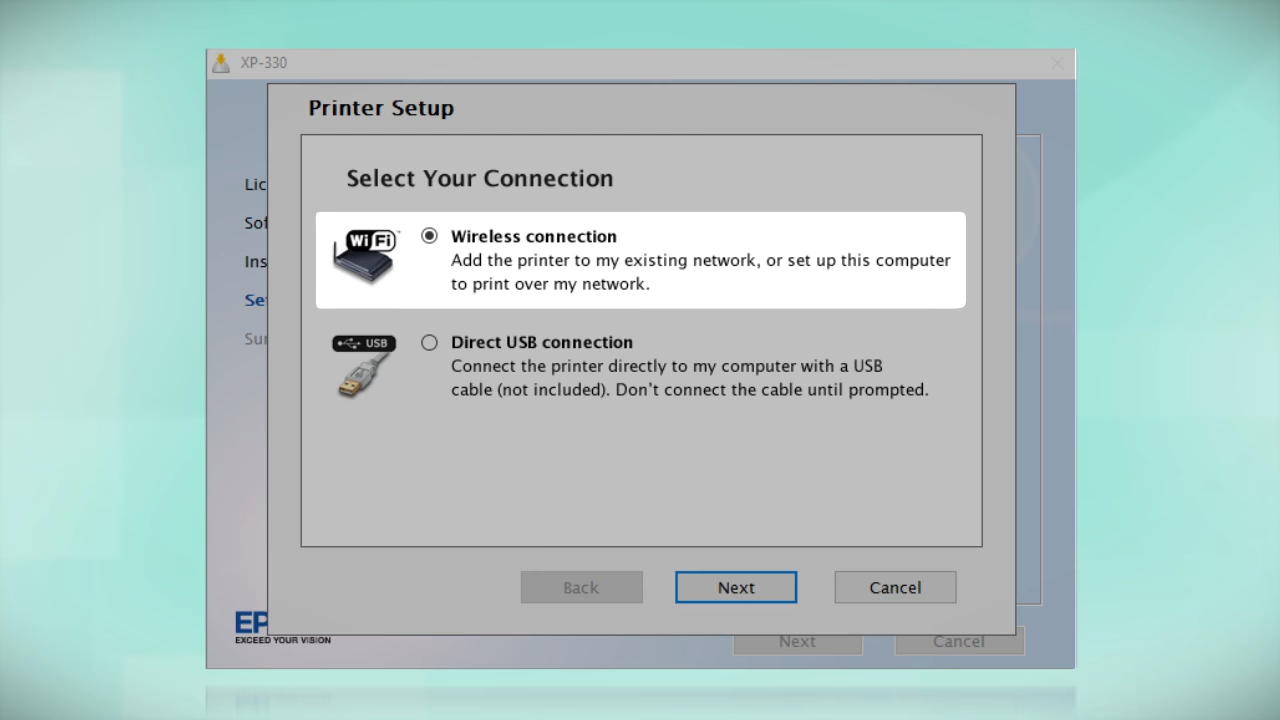 XP-330
Printer Setup
Select Your Connection
WiFi
Wireless connection
Add the printer to my existing network, or set up this computer
to print over my network.
USB
Direct USB connection
Connect the printer directly to my computer with a USB
cable (not included). Don't connect the cable until prompted.
Lic
Sof
Ins
Se
Sur
Back
Next
Cancel
EP
EXCEED YOUR VISION
Next
Cancel